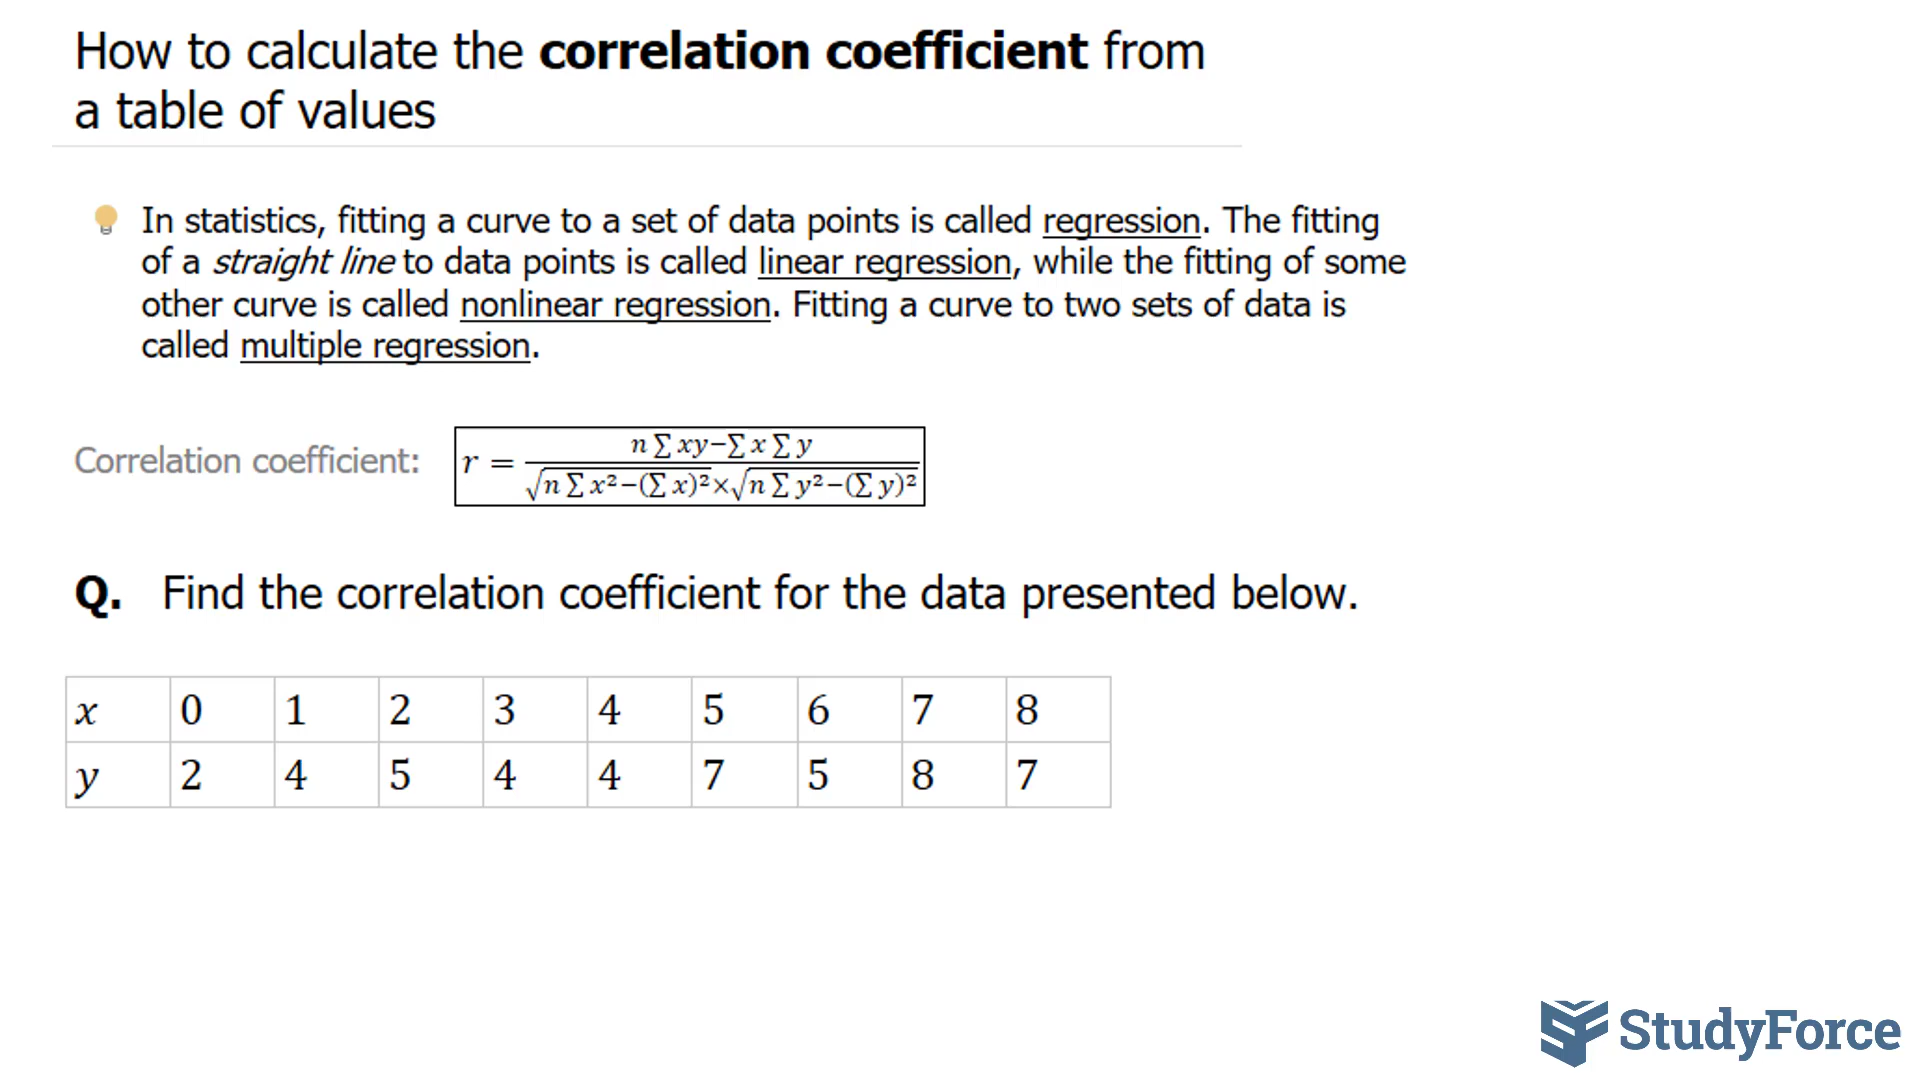 How to calculate the correlation coefficient from
a table of values
In statistics, fitting a curve to a set of data points is called regression. The fitting
of a straight line to data points is called linear regression, while the fitting of some
other curve is called nonlinear regression. Fitting a curve to two sets of data is
called multiple regression.
Correlation coefficient: r = n∑xy−∑x∑y / √n∑x²−(∑x)²×√n∑y²−(∑y)²
Q. Find the correlation coefficient for the data presented below.
x 0 1 2 3 4 5 6 7 8
y 2 4 5 4 4 7 5 8 7
StudyForce